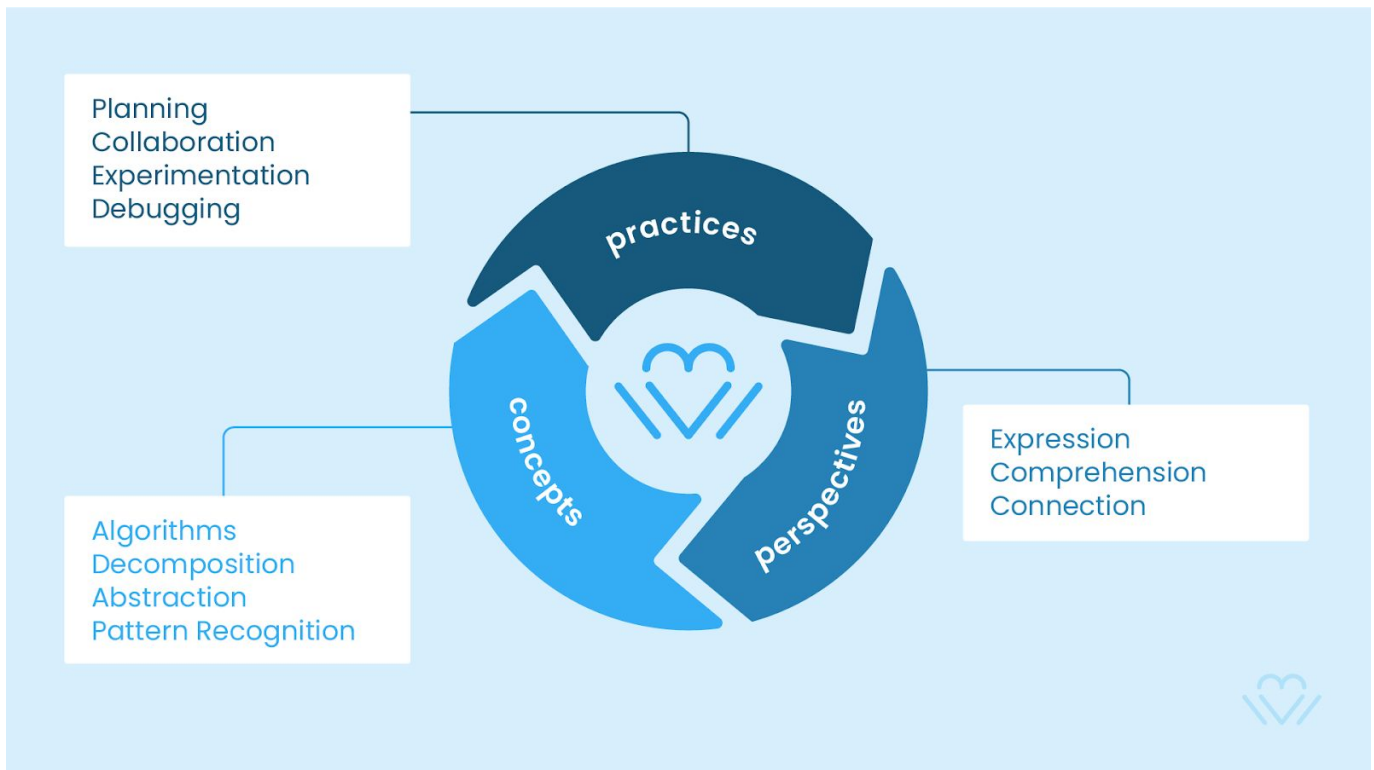 Planning
Collaboration
Experimentation
Debugging
practices
concepts
perspectives
Expression
Comprehension
Connection
Algorithms
Decomposition
Abstraction
Pattern Recognition